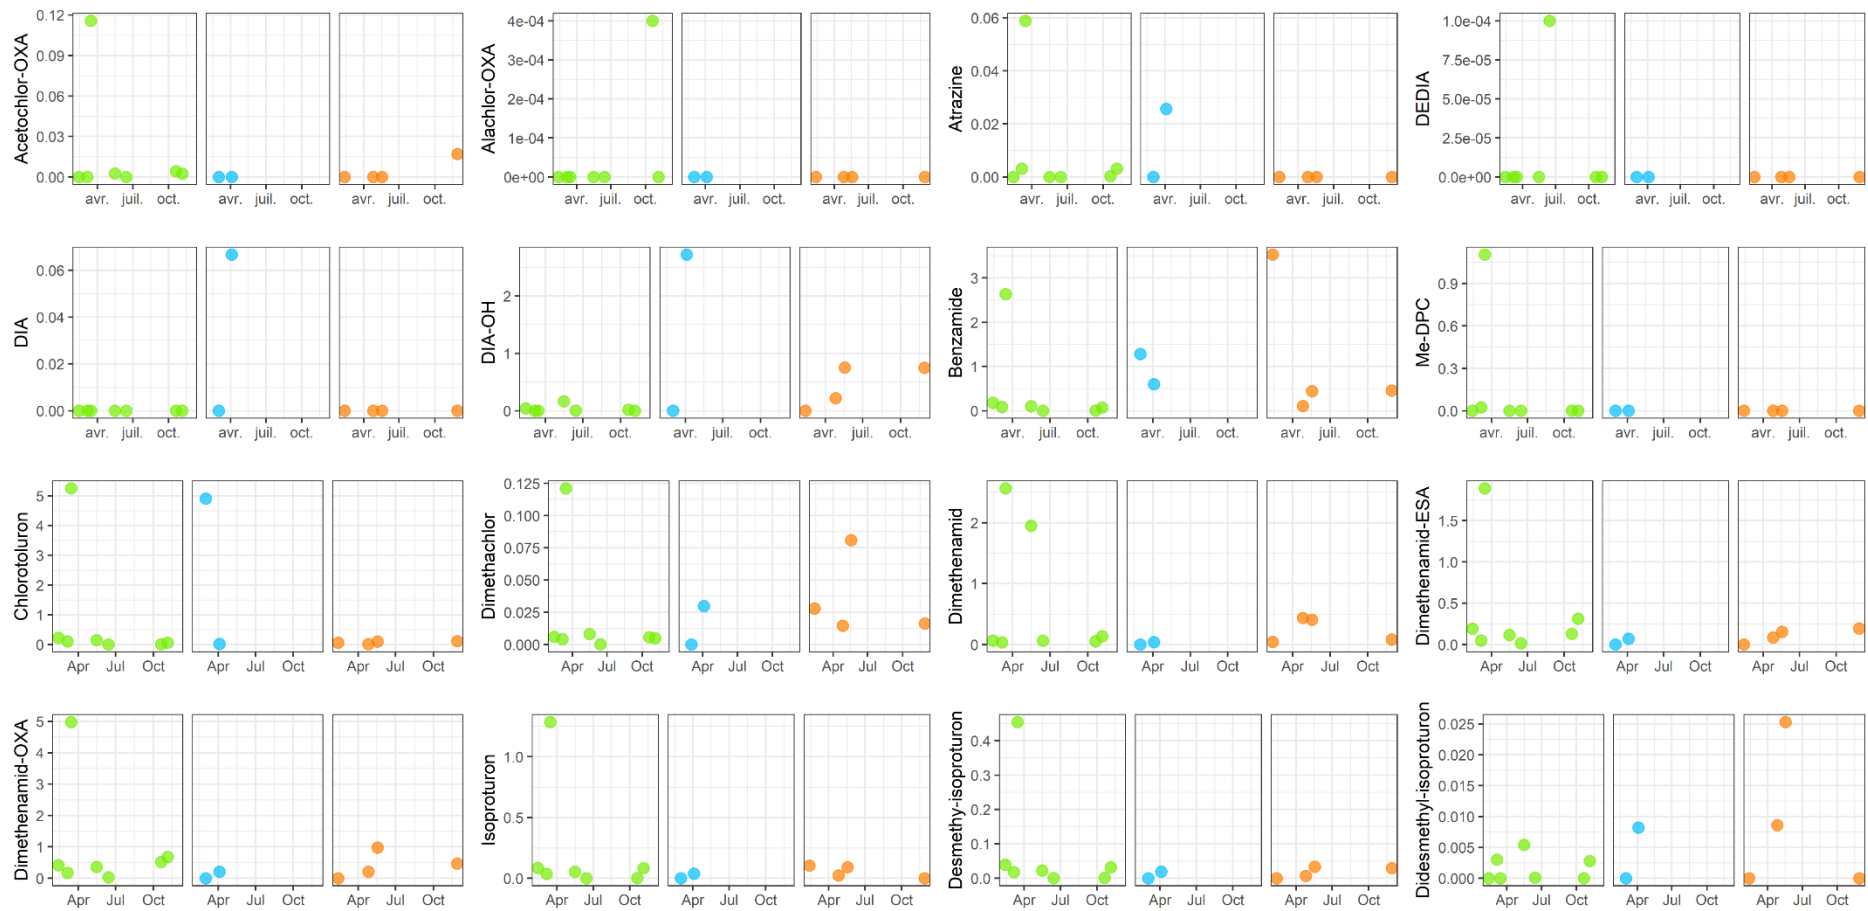 Acetochlor-OXA
0.12
0.09
0.06
0.03
0.00
avr. juil. oct. avr. juil. oct. avr. juil. oct.
Alachlor-OXA
4e-04
3e-04
2e-04
1e-04
0e+00
avr. juil. oct. avr. juil. oct. avr. juil. oct.
Atrazine
0.06
0.04
0.02
0.00
avr. juil. oct. avr. juil. oct. avr. juil. oct.
DEDIA
1.0e-04
7.5e-05
5.0e-05
2.5e-05
0.0e+00
avr. juil. oct. avr. juil. oct. avr. juil. oct.
DIA
0.06
0.04
0.02
0.00
avr. juil. oct. avr. juil. oct. avr. juil. oct.
DIA-OH
2
1
0
avr. juil. oct. avr. juil. oct. avr. juil. oct.
Benzamide
3
2
1
0
avr. juil. oct. avr. juil. oct. avr. juil. oct.
Me-DPC
0.9
0.6
0.3
0.0
avr. juil. oct. avr. juil. oct. avr. juil. oct.
Chlorotoluron
5
4
3
2
1
0
Apr Jul Oct Apr Jul Oct Apr Jul Oct
Dimethachlor
0.125
0.100
0.075
0.050
0.025
0.000
Apr Jul Oct Apr Jul Oct Apr Jul Oct
Dimethenamid
2
1
0
Apr Jul Oct Apr Jul Oct Apr Jul Oct
Dimethenamid-ESA
1.5
1.0
0.5
0.0
Apr Jul Oct Apr Jul Oct Apr Jul Oct
Dimethenamid-OXA
5
4
3
2
1
0
Apr Jul Oct Apr Jul Oct Apr Jul Oct
Isoproturon
1.0
0.5
0.0
Apr Jul Oct Apr Jul Oct Apr Jul Oct
Desmethy-isoproturon
0.4
0.3
0.2
0.1
0.0
Apr Jul Oct Apr Jul Oct Apr Jul Oct
Didesmethyl-isoproturon
0.025
0.020
0.015
0.010
0.005
0.000
Apr Jul Oct Apr Jul Oct Apr Jul Oct